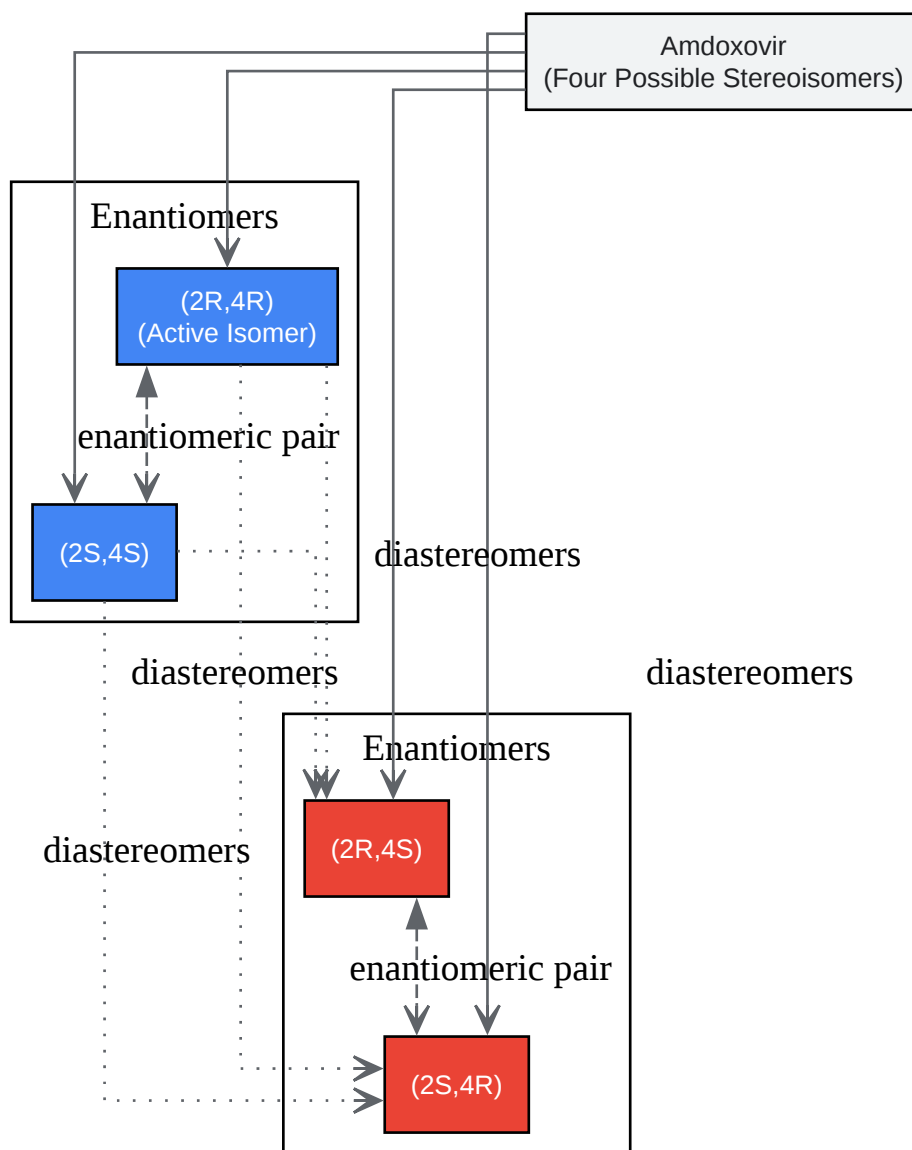 Amdoxovir
(Four Possible Stereoisomers)
Enantiomers
(2R,4R)
(Active Isomer)
enantiomeric pair
(2S,4S)
diastereomers
diastereomers
diastereomers
Enantiomers
(2R,4S)
diastereomers
enantiomeric pair
(2S,4R)